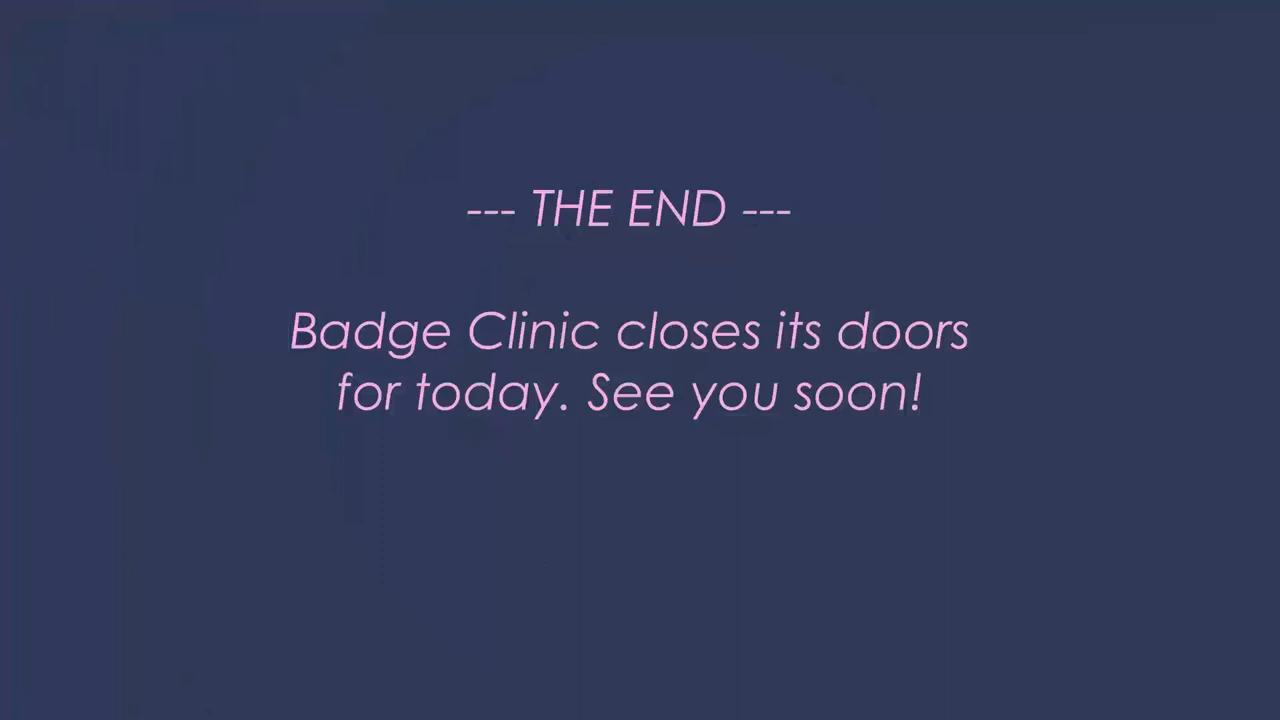 --- THE END ---
Badge Clinic closes its doors
for today. See you soon!